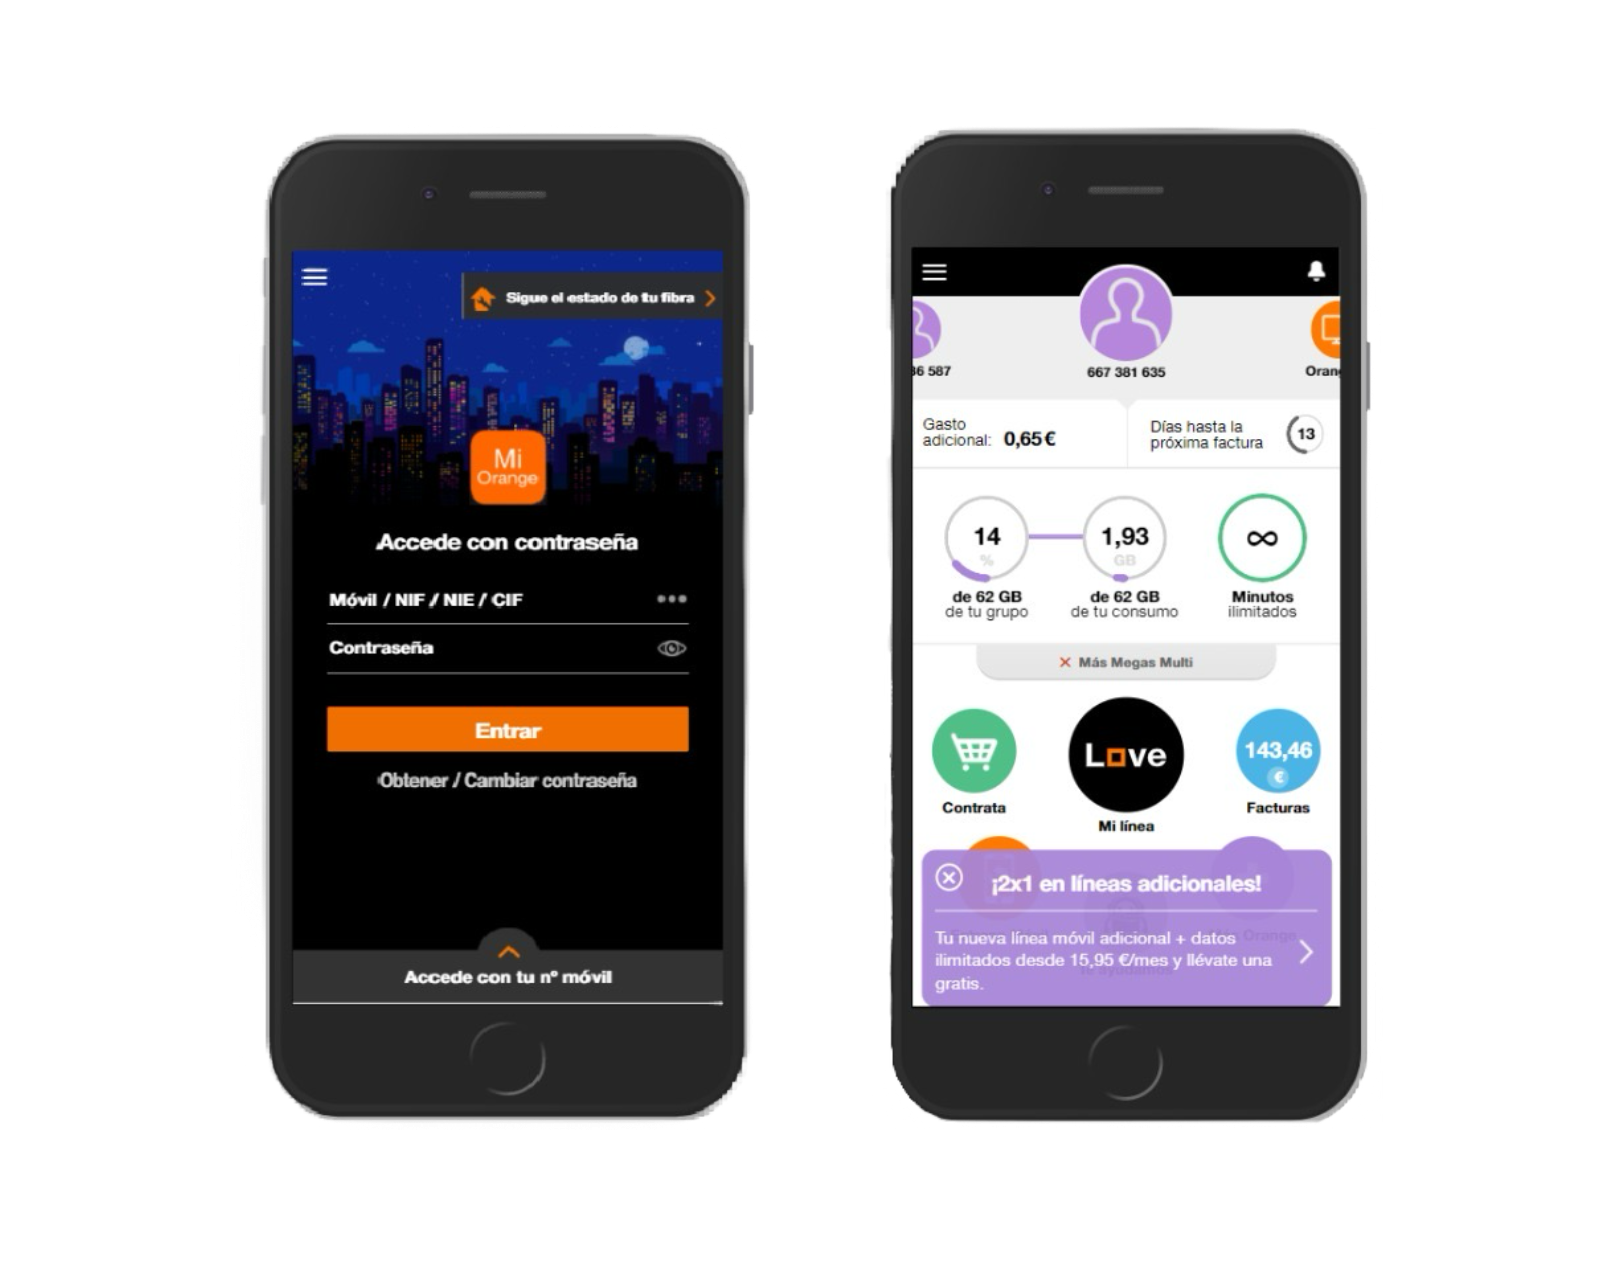 Sigue el estado de tu fibra
Mi
Orange
Accede con contraseña
Móvil / NIF / NIE / CIF
Contraseña
Entrar
Obtener / Cambiar contraseña
Accede con tu nº móvil
36 587
667 381 635
Oran
Gasto
adicional: 0,65 €
Días hasta la
próxima factura
13
14
%
de 62 GB
de tu grupo
1,93
GB
de 62 GB
de tu consumo
∞
Minutos
ilimitados
× Más Megas Multi
Contrata
Love
Mi línea
143,46
€
Facturas
¡2x1 en líneas adicionales!
Tu nueva línea móvil adicional + datos
ilimitados desde 15,95 €/mes y llévate una
gratis.